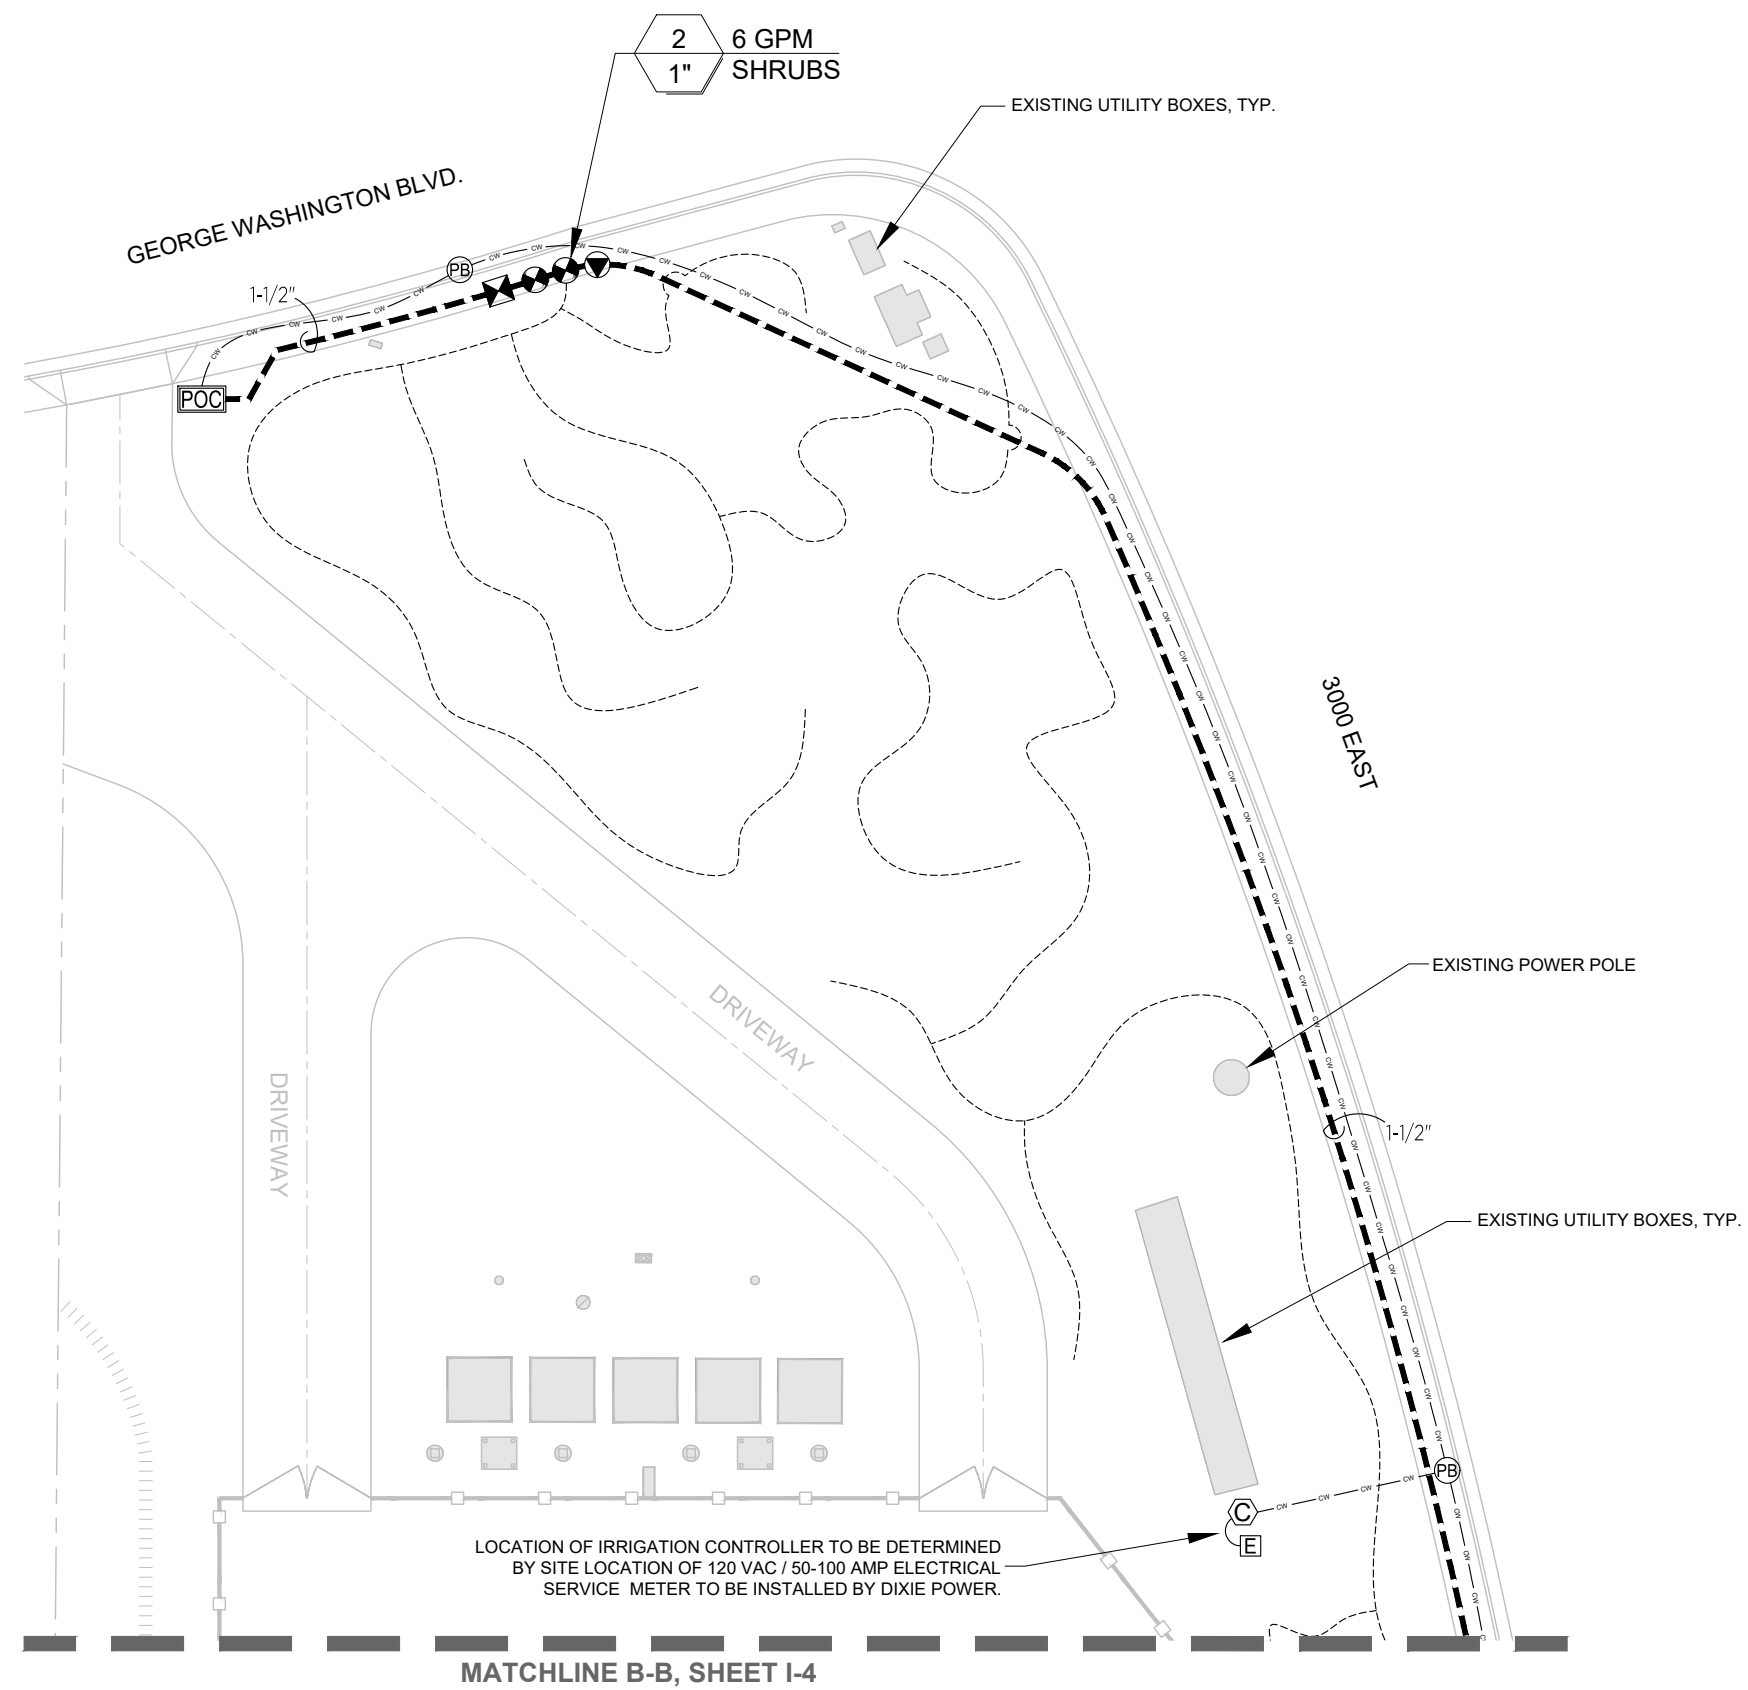 2
1"
6 GPM
SHRUBS
EXISTING UTILITY BOXES, TYP.
GEORGE WASHINGTON BLVD.
PB
1-1/2"
POC
CW
3000 EAST
EXISTING POWER POLE
DRIVEWAY
DRIVEWAY
1-1/2"
EXISTING UTILITY BOXES, TYP.
PB
C
E
LOCATION OF IRRIGATION CONTROLLER TO BE DETERMINED
BY SITE LOCATION OF 120 VAC / 50-100 AMP ELECTRICAL
SERVICE METER TO BE INSTALLED BY DIXIE POWER.
MATCHLINE B-B, SHEET I-4